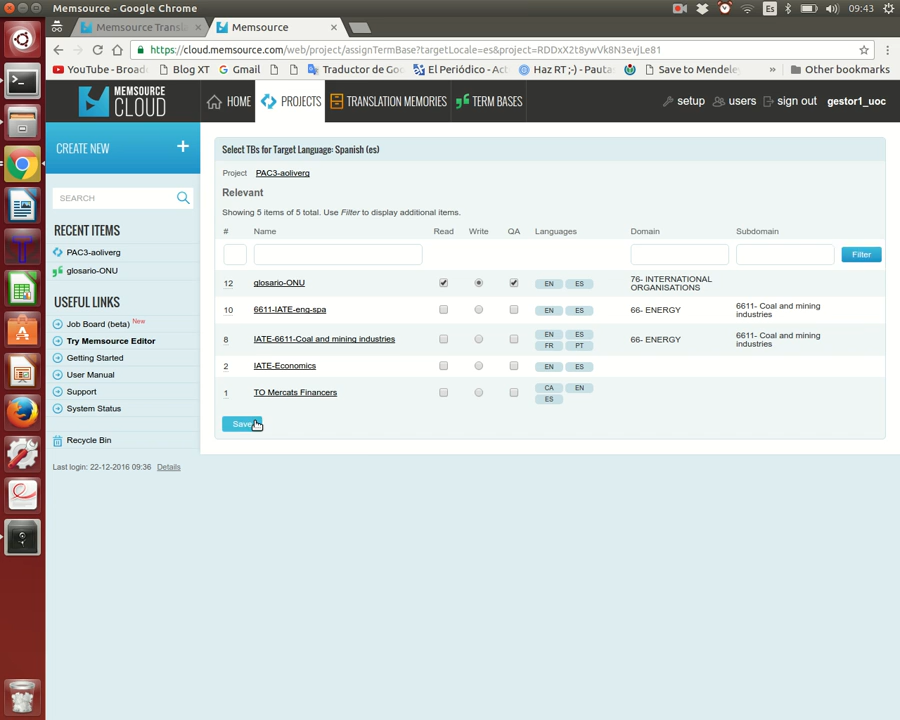 Memsource - Google Chrome
Es
09:43
Memsource Transl
Memsource
https://cloud.memsource.com/web/project/assignTermBase?targetLocale=es&project=RDDxX2t8ywVk8N3evjLe81
YouTube - Broad
Blog XT
Gmail
Traductor de Goo
El Periódico - Act
Haz RT ;-) - Pauta
Save to Mendele
»
Other bookmarks
MEMSOURCE
CLOUD
HOME
PROJECTS
TRANSLATION MEMORIES
TERM BASES
setup
users
sign out
gestor1_uoc
CREATE NEW
+
SEARCH
RECENT ITEMS
PAC3-aoliverg
glosario-ONU
USEFUL LINKS
Job Board (beta) New
Try Memsource Editor
Getting Started
User Manual
Support
System Status
Recycle Bin
Last login: 22-12-2016 09:36 Details
Select TBs for Target Language: Spanish (es)
Project PAC3-aoliverg
Relevant
Showing 5 items of 5 total. Use Filter to display additional items.
# Name Read Write QA Languages Domain Subdomain
Filter
12 glosario-ONU EN ES 76- INTERNATIONAL ORGANISATIONS
10 6611-IATE-eng-spa EN ES 66- ENERGY 6611- Coal and mining industries
8 IATE-6611-Coal and mining industries EN ES FR PT 66- ENERGY 6611- Coal and mining industries
2 IATE-Economics EN ES
1 TO Mercats Financers CA EN ES
Save